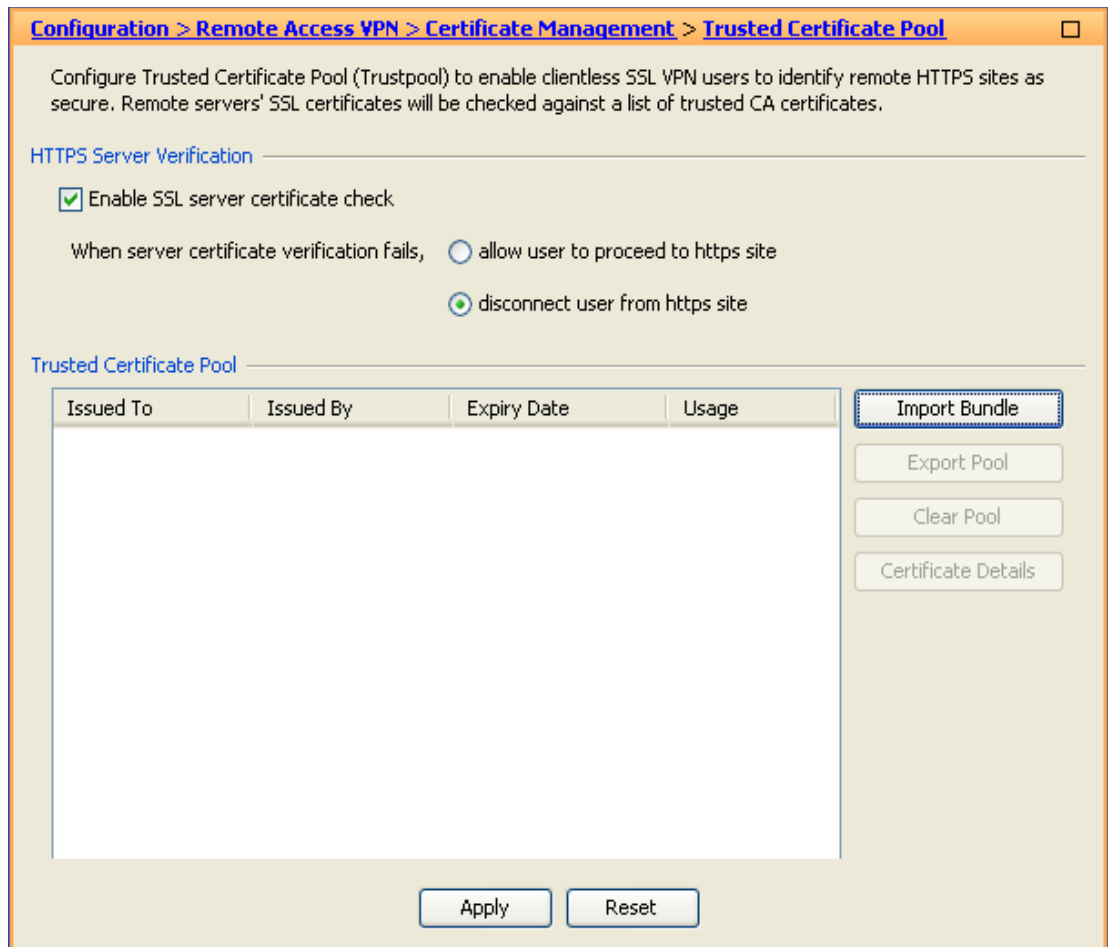 Configuration > Remote Access VPN > Certificate Management > Trusted Certificate Pool
Configure Trusted Certificate Pool (Trustpool) to enable clientless SSL VPN users to identify remote HTTPS sites as
secure. Remote servers' SSL certificates will be checked against a list of trusted CA certificates.
HTTPS Server Verification
Enable SSL server certificate check
When server certificate verification fails, allow user to proceed to https site
disconnect user from https site
Trusted Certificate Pool
Issued To Issued By Expiry Date Usage Import Bundle
Export Pool
Clear Pool
Certificate Details
Apply Reset